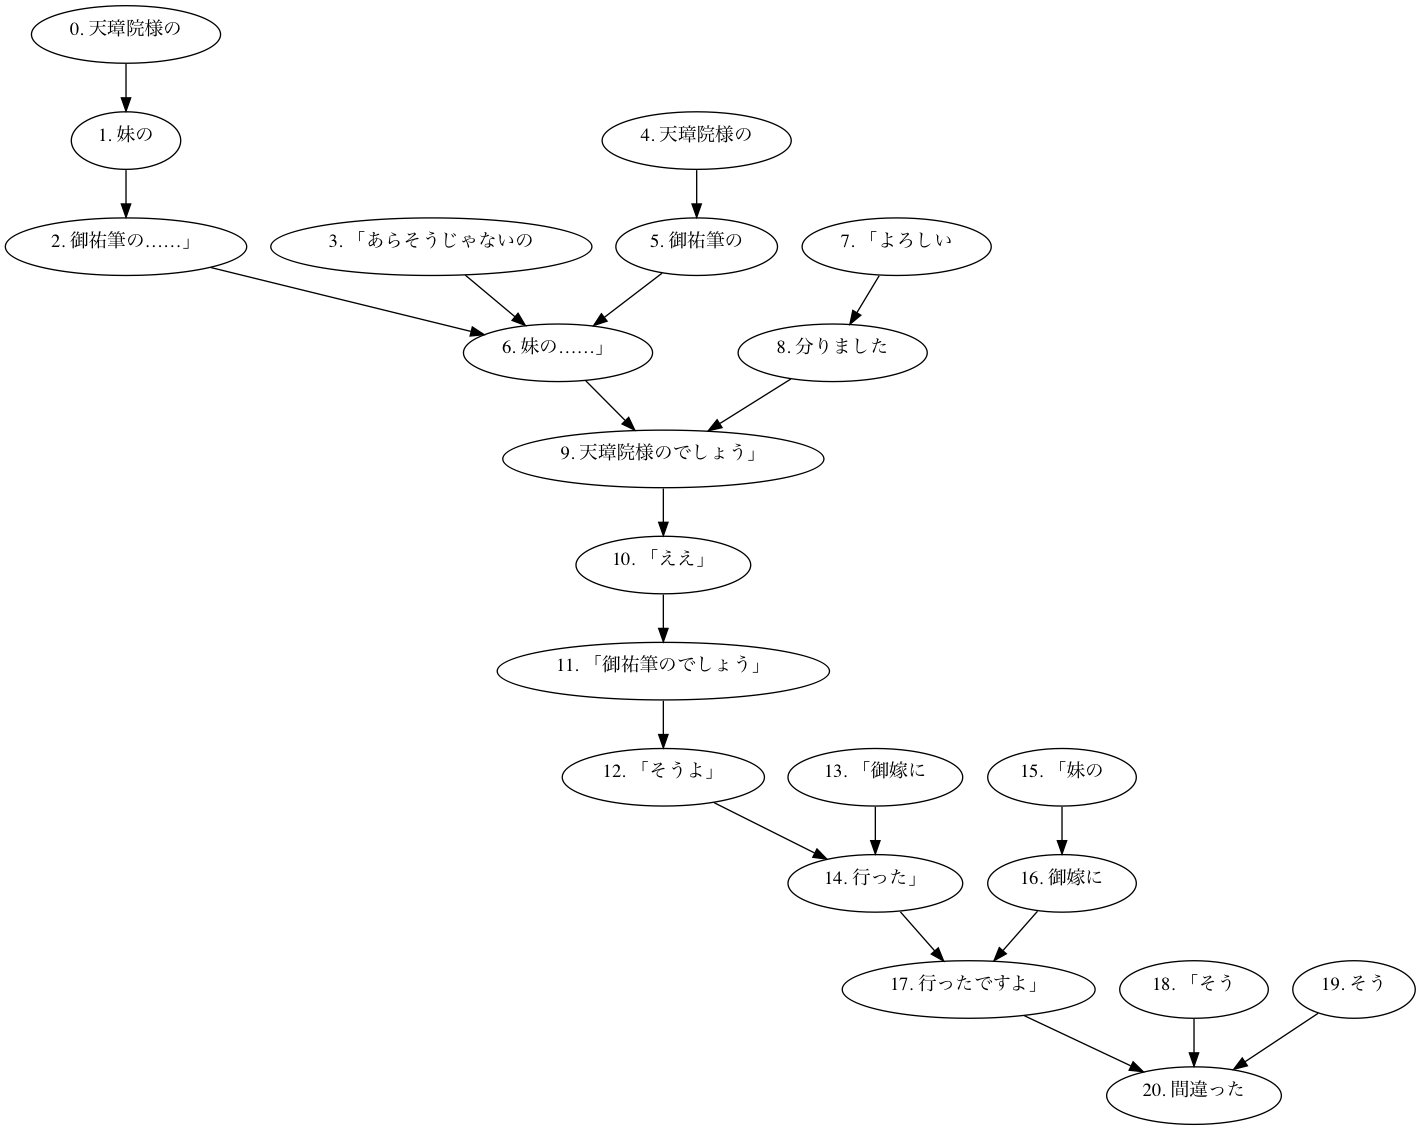 0. 天璋院様の
1. 妹の
4. 天璋院様の
2. 御祐筆の……」
3. 「あらそうじゃないの
5. 御祐筆の
7. 「よろしい
6. 妹の……」
8. 分りました
9. 天璋院様のでしょう」
10. 「ええ」
11. 「御祐筆のでしょう」
12. 「そうよ」
13. 「御嫁に
15. 「妹の
14. 行った」
16. 御嫁に
17. 行ったですよ」
18. 「そう
19. そう
20. 間違った